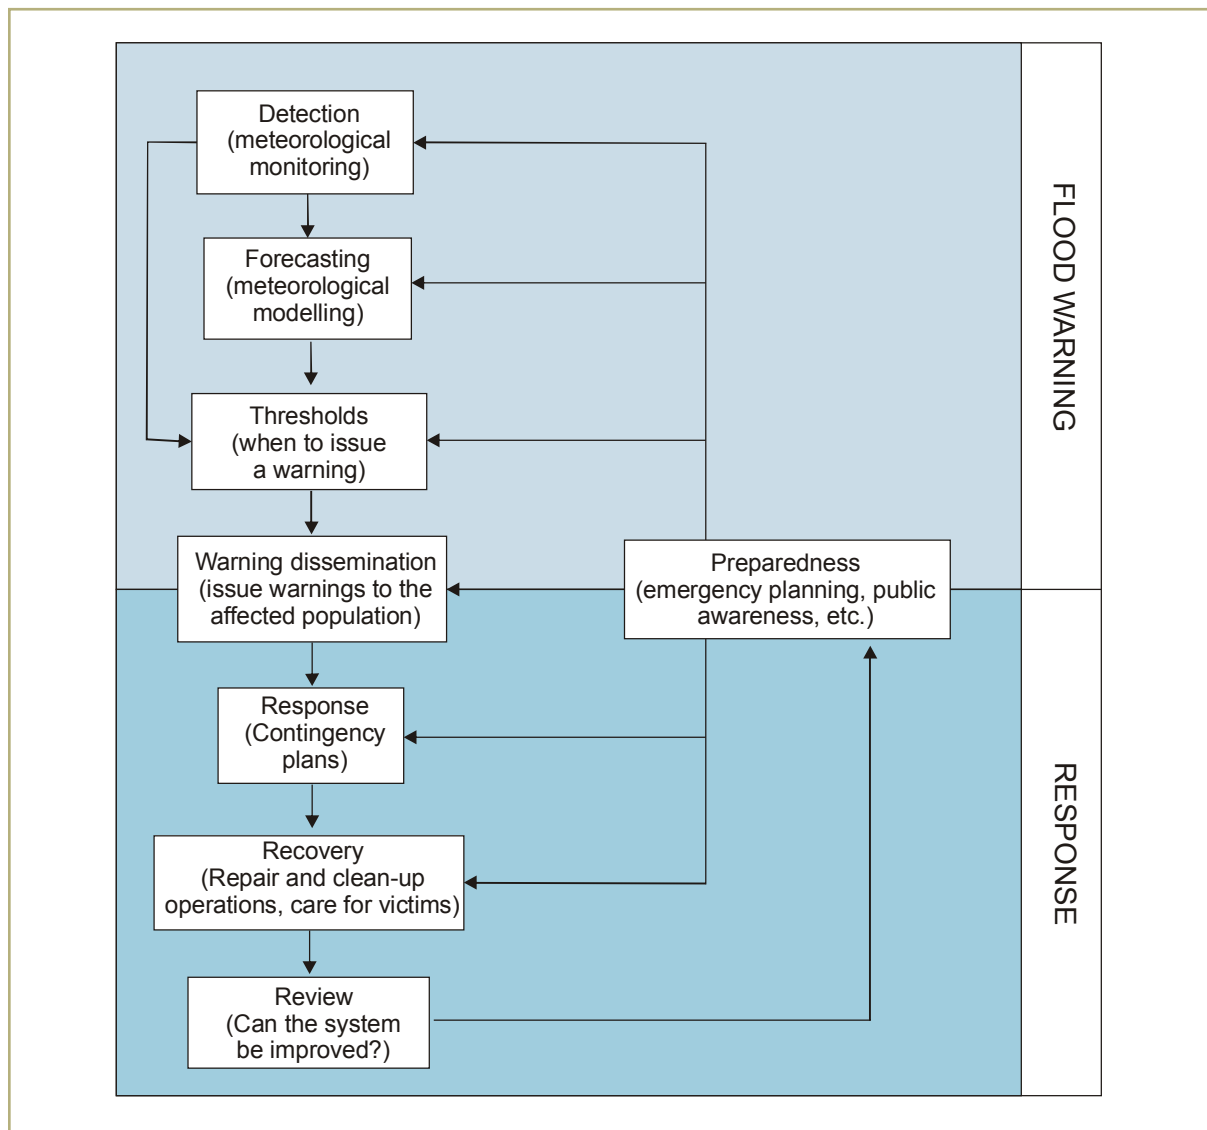 Detection
(meteorological
monitoring)
Forecasting
(meteorological
modelling)
Thresholds
(when to issue
a warning)
Warning dissemination
(issue warnings to the
affected population)
Preparedness
(emergency planning, public
awareness, etc.)
Response
(Contingency
plans)
Recovery
(Repair and clean-up
operations, care for victims)
Review
(Can the system
be improved?)
FLOOD WARNING
RESPONSE